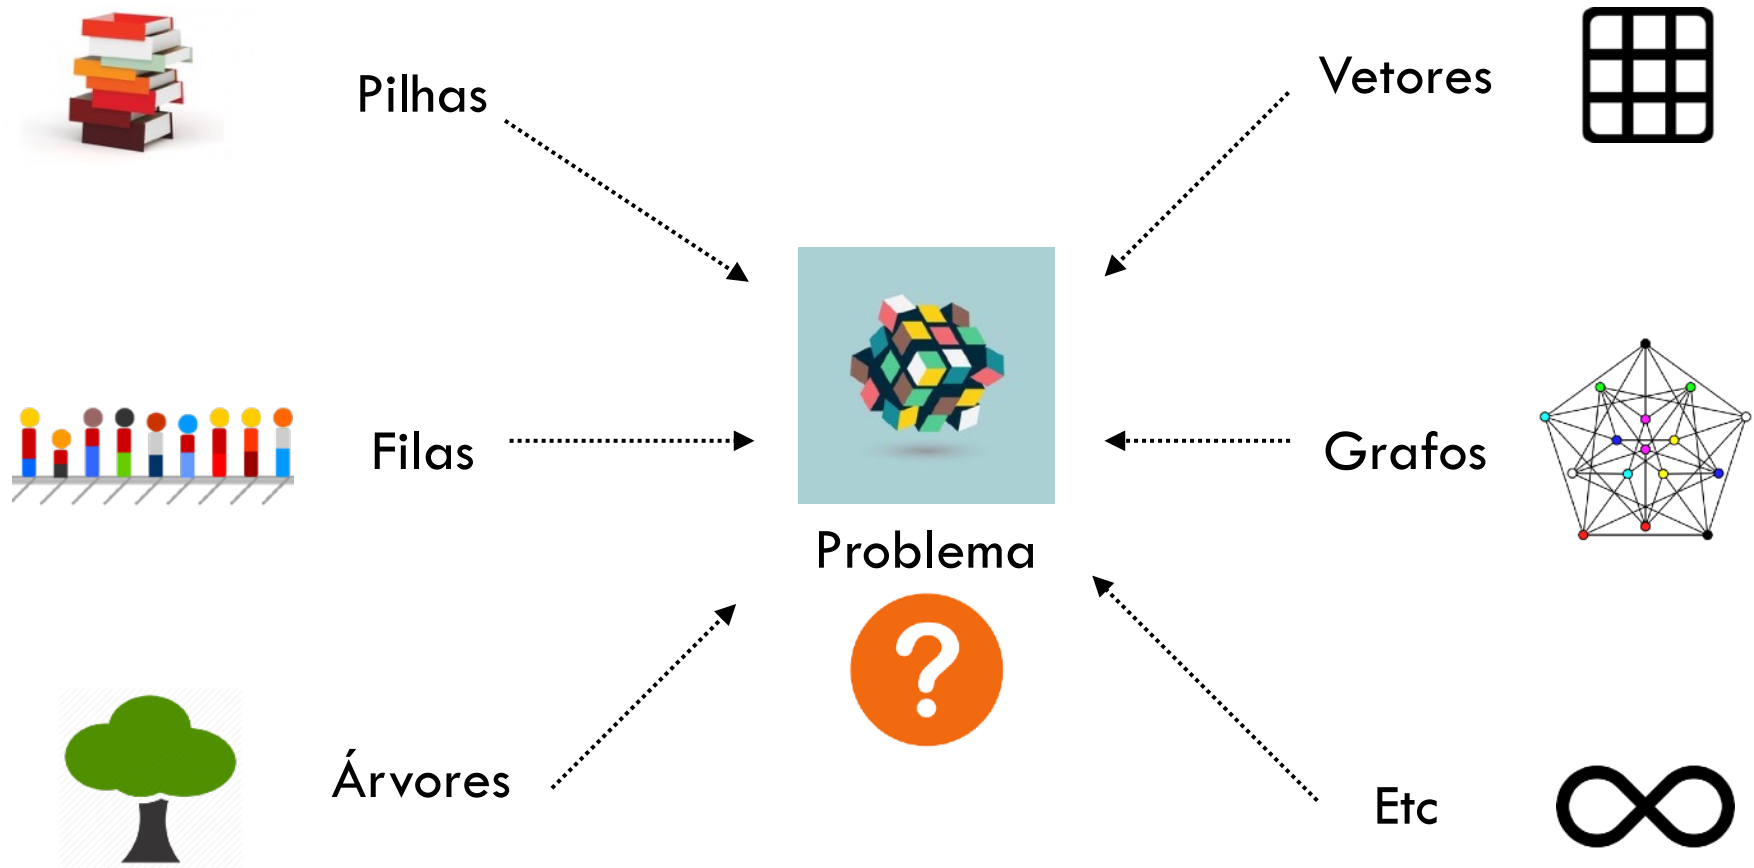 Pilhas
Vetores
Filas
Grafos
Problema
?
Árvores
Etc